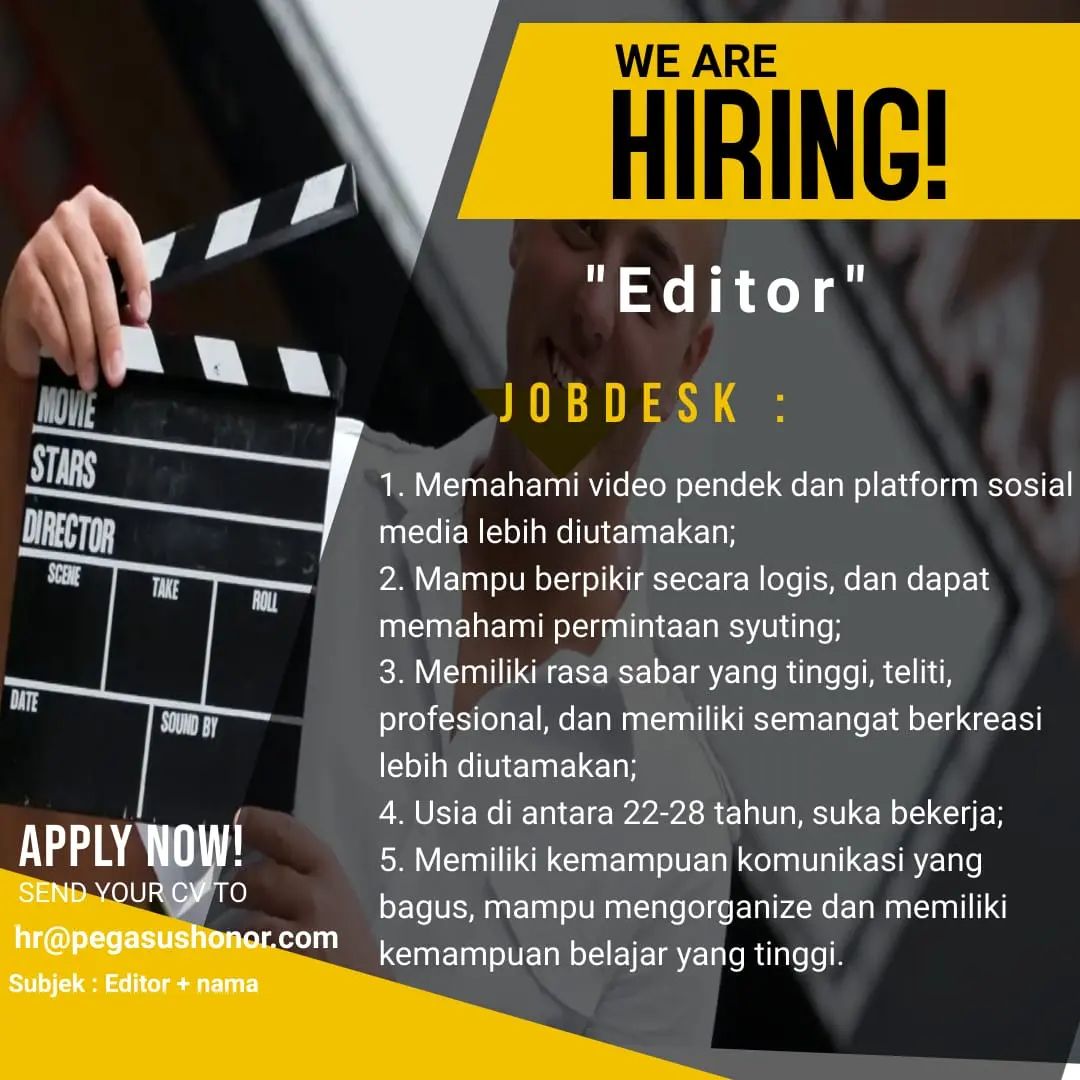 WE ARE
HIRING!
"Editor"
JOBDESK :
1. Memahami video pendek dan platform sosial
media lebih diutamakan;
2. Mampu berpikir secara logis, dan dapat
memahami permintaan syuting;
3. Memiliki rasa sabar yang tinggi, teliti,
profesional, dan memiliki semangat berkreasi
lebih diutamakan;
4. Usia di antara 22-28 tahun, suka bekerja;
5. Memiliki kemampuan komunikasi yang
bagus, mampu mengorganize dan memiliki
kemampuan belajar yang tinggi.
MOVIE
STARS
DIRECTOR
SCENE TAKE ROLL
DATE SOUND BY
APPLY NOW!
SEND YOUR CV TO
hr@pegasushonor.com
Subjek : Editor + nama